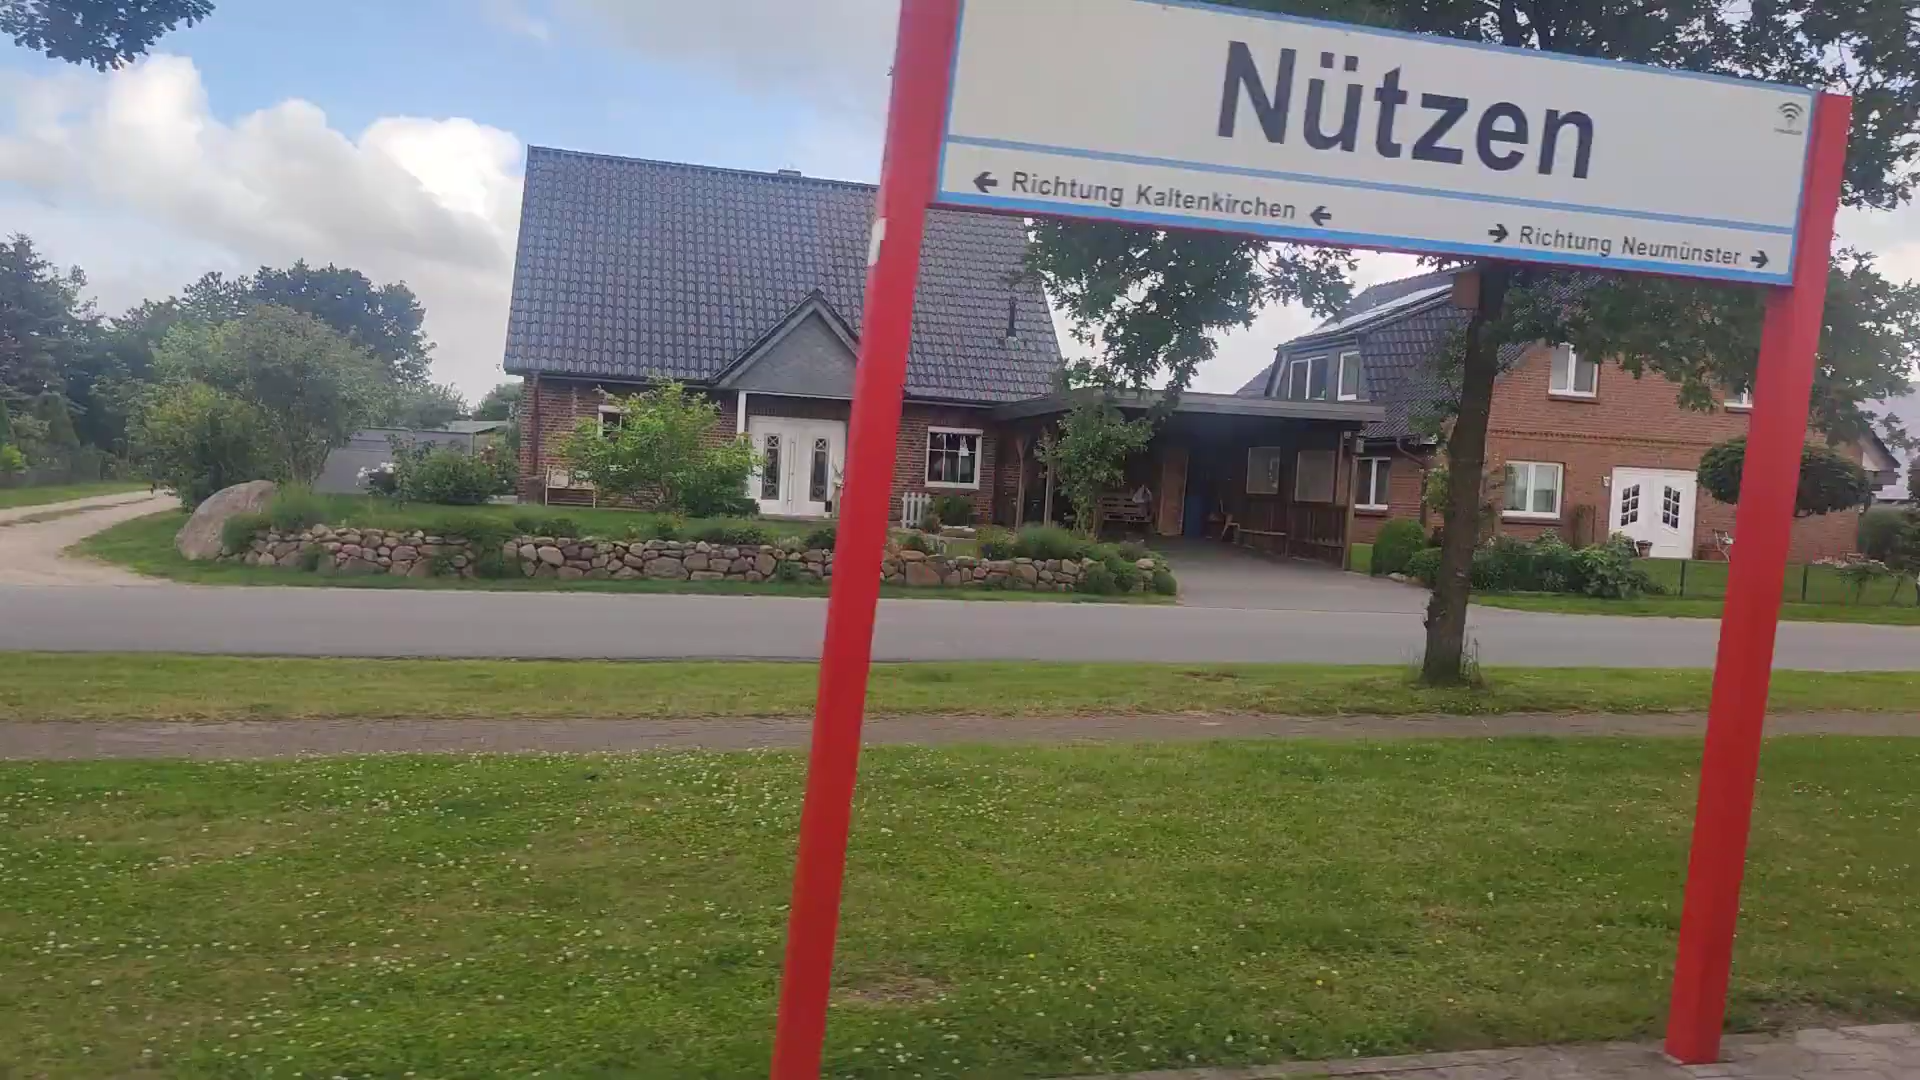 Nützen
← Richtung Kaltenkirchen ←
→ Richtung Neumünster →